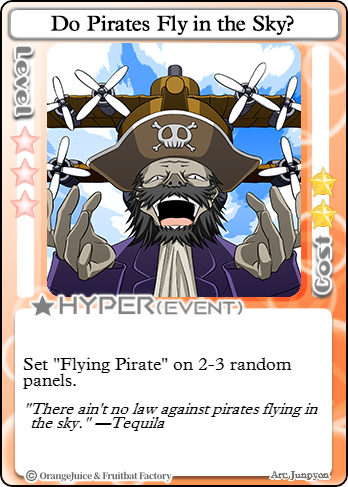 Do Pirates Fly in the Sky?
Level
Cost
HYPER(EVENT)
Set "Flying Pirate" on 2-3 random
panels.
"There ain't no law against pirates flying in
the sky." —Tequila
© OrangeJuice & Fruitbat Factory
Art: Junpyon